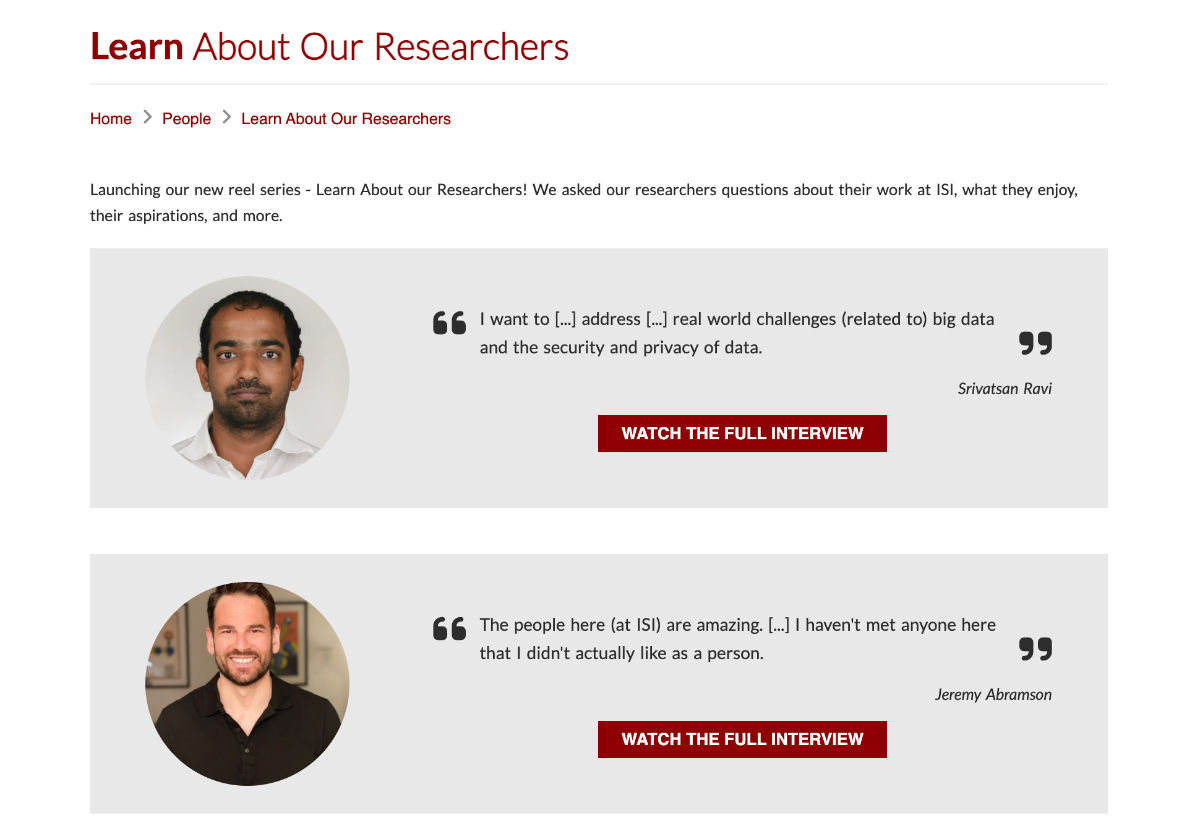 Learn About Our Researchers
Home > People > Learn About Our Researchers
Launching our new reel series - Learn About our Researchers! We asked our researchers questions about their work at ISI, what they enjoy,
their aspirations, and more.
“ I want to [...] address [...] real world challenges (related to) big data
and the security and privacy of data. ”
Srivatsan Ravi
WATCH THE FULL INTERVIEW
“ The people here (at ISI) are amazing. [...] I haven't met anyone here
that I didn't actually like as a person. ”
Jeremy Abramson
WATCH THE FULL INTERVIEW